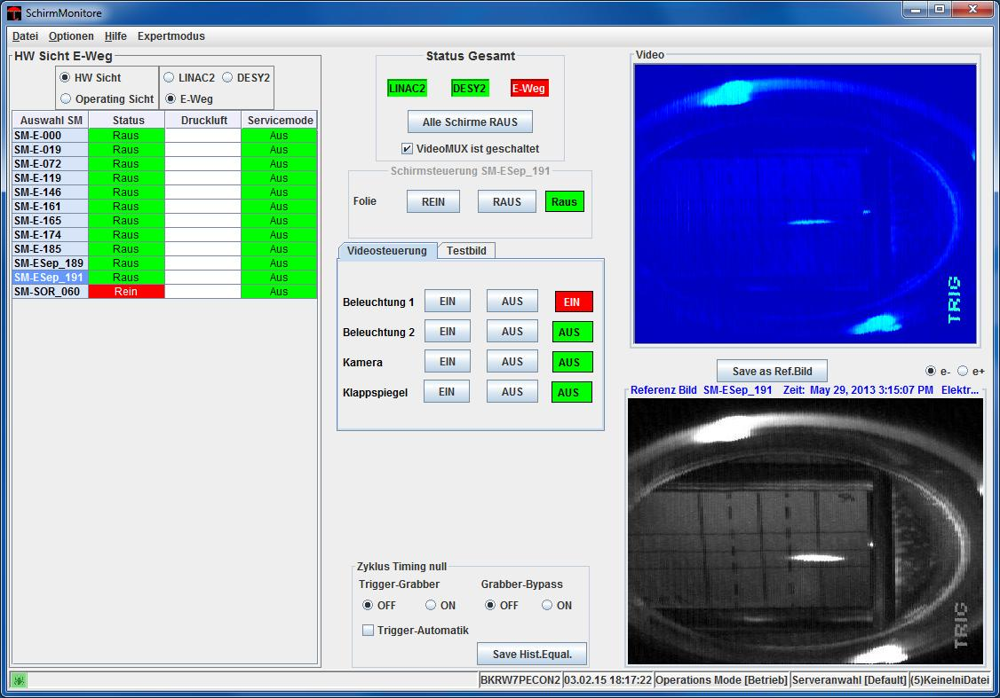 SchirmMonitore
Datei Optionen Hilfe Expertmodus
HW Sicht E-Weg
HW Sicht LINAC2 DESY2
Operating Sicht E-Weg
Auswahl SM Status Druckluft Servicemode
SM-E-000 Raus Aus
SM-E-019 Raus Aus
SM-E-072 Raus Aus
SM-E-119 Raus Aus
SM-E-146 Raus Aus
SM-E-161 Raus Aus
SM-E-165 Raus Aus
SM-E-174 Raus Aus
SM-E-185 Raus Aus
SM-ESep_189 Raus Aus
SM-ESep_191 Raus Aus
SM-SOR_060 Rein Aus
Status Gesamt
LINAC2 DESY2 E-Weg
Alle Schirme RAUS
VideoMUX ist geschaltet
Schirmsteuerung SM-ESep_191
Folie REIN RAUS Raus
Videosteuerung Testbild
Beleuchtung 1 EIN AUS EIN
Beleuchtung 2 EIN AUS AUS
Kamera EIN AUS AUS
Klappspiegel EIN AUS AUS
Zyklus Timing null
Trigger-Grabber Grabber-Bypass
OFF ON OFF ON
Trigger-Automatik
Save Hist.Equal.
Video
TRIG
Save as Ref.Bild e- e+
Referenz Bild SM-ESep_191 Zeit: May 29, 2013 3:15:07 PM Elektr...
TRIG
BKRW7PECON2 03.02.15 18:17:22 Operations Mode [Betrieb] Serveranwahl [Default] (5)KeineIniDatei